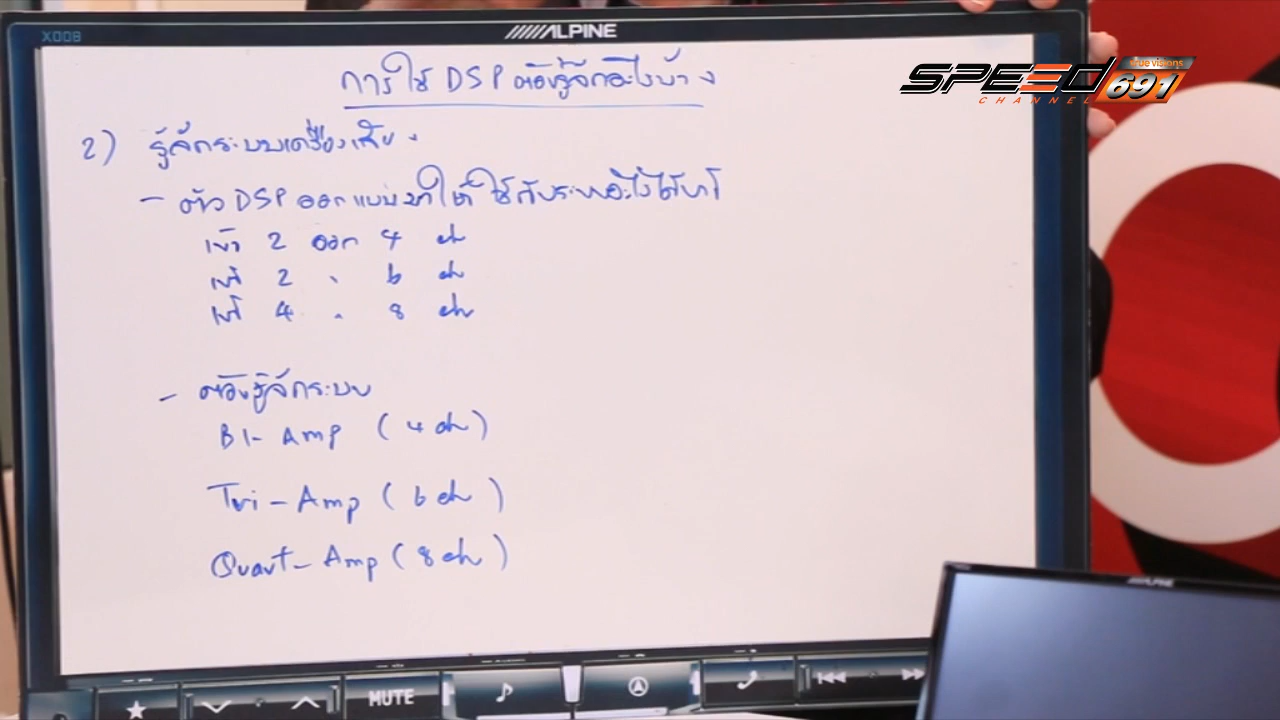 X009
ALPINE
SPEED CHANNEL
true visions
691
การใช้ DSP ต้องรู้จักอะไรบ้าง
2) รู้จักระบบเครื่องเสียง
- ตัว DSP ออกแบบมาให้ใช้กับระบบอะไรได้บ้าง
เข้า 2 ออก 4 ch
เข้า 2 " 6 ch
เข้า 4 " 8 ch
- ต้องรู้จักระบบ
BI-Amp (4 ch)
Tri-Amp (6 ch)
Quart-Amp (8 ch)
ALPINE
MUTE